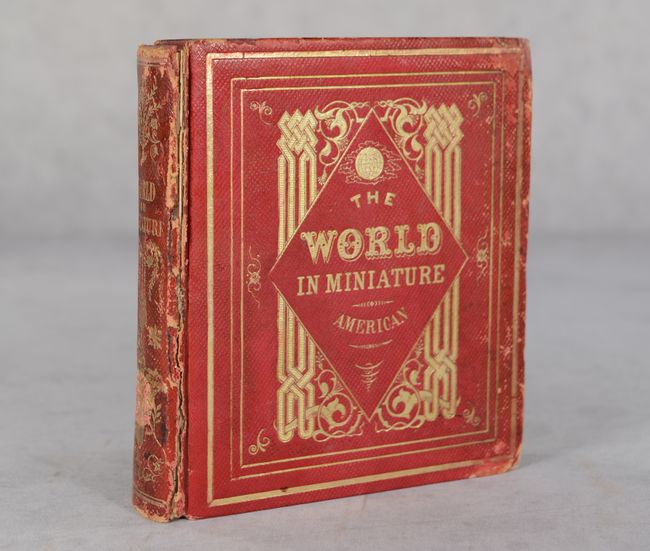 THE
WORLD
IN MINIATURE
AMERICAN